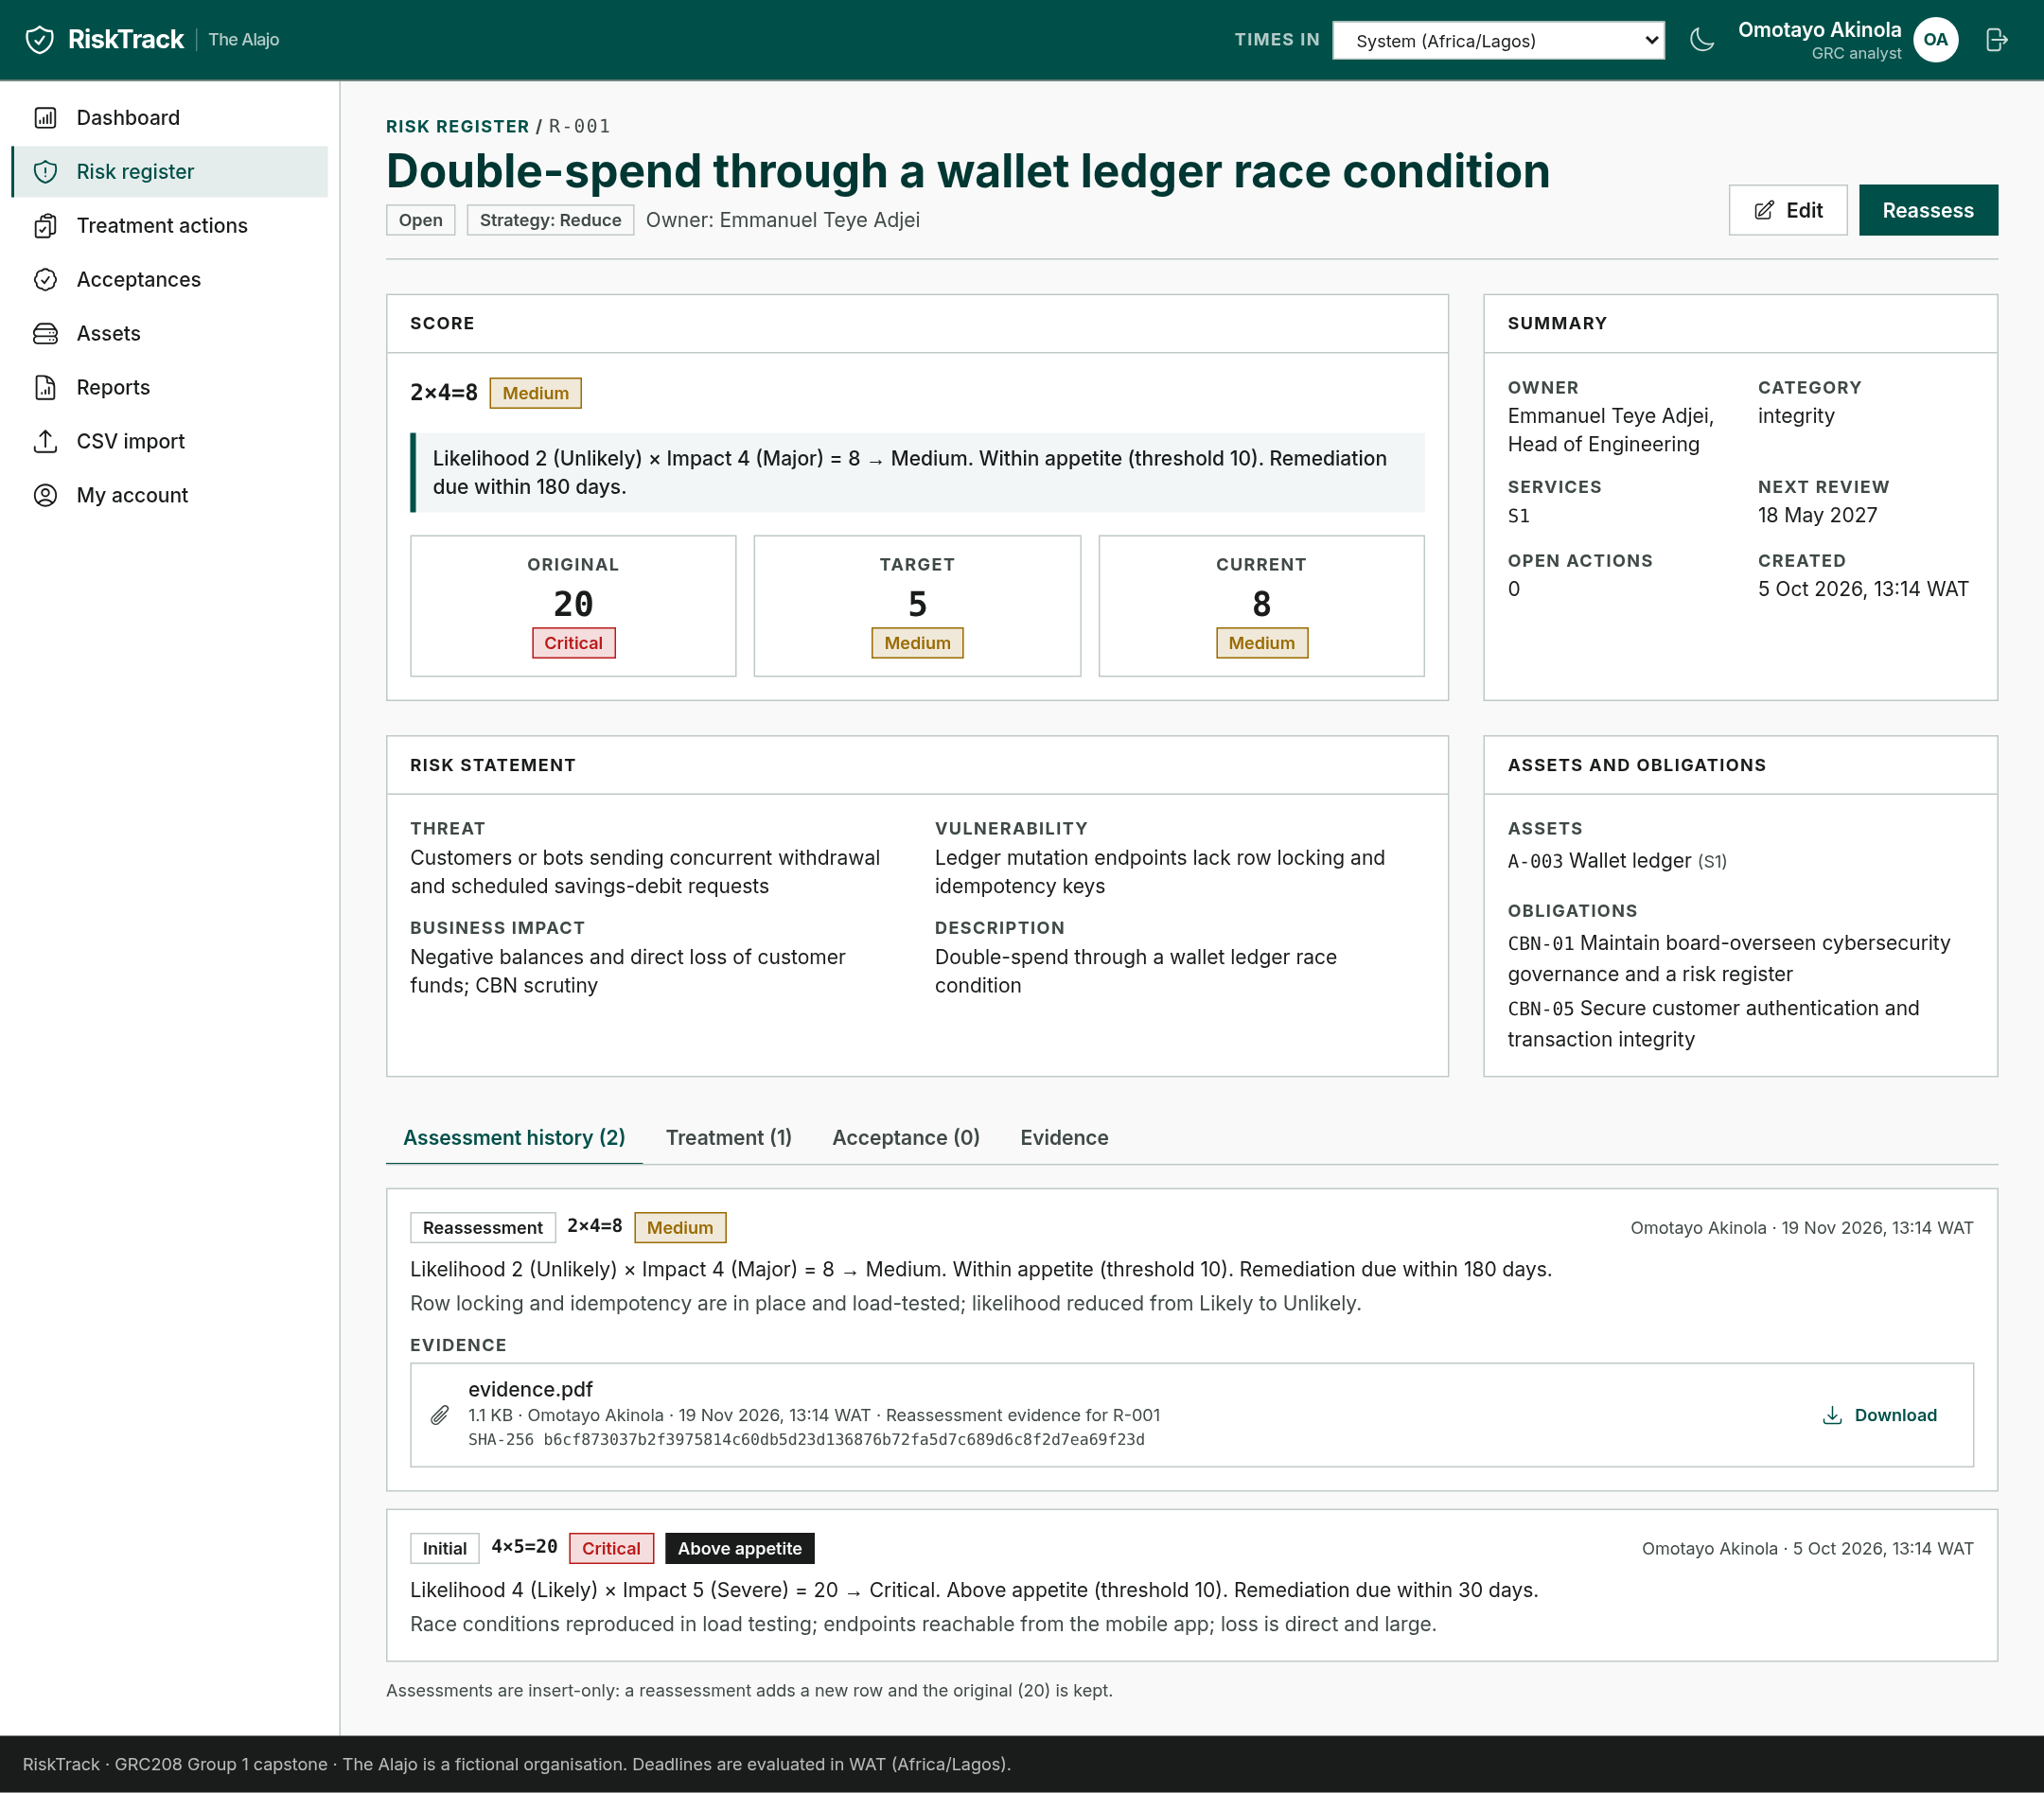 RiskTrack
The Alajo
TIMES IN
System (Africa/Lagos)
Omotayo Akinola
GRC analyst
OA
Dashboard
Risk register
Treatment actions
Acceptances
Assets
Reports
CSV import
My account
RISK REGISTER / R-001
Double-spend through a wallet ledger race condition
Open
Strategy: Reduce
Owner: Emmanuel Teye Adjei
Edit
Reassess
SCORE
2×4=8
Medium
Likelihood 2 (Unlikely) × Impact 4 (Major) = 8 → Medium. Within appetite (threshold 10). Remediation
due within 180 days.
ORIGINAL
20
Critical
TARGET
5
Medium
CURRENT
8
Medium
SUMMARY
OWNER
Emmanuel Teye Adjei,
Head of Engineering
CATEGORY
integrity
SERVICES
S1
NEXT REVIEW
18 May 2027
OPEN ACTIONS
0
CREATED
5 Oct 2026, 13:14 WAT
RISK STATEMENT
THREAT
Customers or bots sending concurrent withdrawal
and scheduled savings-debit requests
VULNERABILITY
Ledger mutation endpoints lack row locking and
idempotency keys
BUSINESS IMPACT
Negative balances and direct loss of customer
funds; CBN scrutiny
DESCRIPTION
Double-spend through a wallet ledger race
condition
ASSETS AND OBLIGATIONS
ASSETS
A-003 Wallet ledger (S1)
OBLIGATIONS
CBN-01 Maintain board-overseen cybersecurity
governance and a risk register
CBN-05 Secure customer authentication and
transaction integrity
Assessment history (2)
Treatment (1)
Acceptance (0)
Evidence
Reassessment
2×4=8
Medium
Omotayo Akinola · 19 Nov 2026, 13:14 WAT
Likelihood 2 (Unlikely) × Impact 4 (Major) = 8 → Medium. Within appetite (threshold 10). Remediation due within 180 days.
Row locking and idempotency are in place and load-tested; likelihood reduced from Likely to Unlikely.
EVIDENCE
evidence.pdf
1.1 KB · Omotayo Akinola · 19 Nov 2026, 13:14 WAT · Reassessment evidence for R-001
SHA-256 b6cf873037b2f3975814c60db5d23d136876b72fa5d7c689d6c8f2d7ea69f23d
Download
Initial
4×5=20
Critical
Above appetite
Omotayo Akinola · 5 Oct 2026, 13:14 WAT
Likelihood 4 (Likely) × Impact 5 (Severe) = 20 → Critical. Above appetite (threshold 10). Remediation due within 30 days.
Race conditions reproduced in load testing; endpoints reachable from the mobile app; loss is direct and large.
Assessments are insert-only: a reassessment adds a new row and the original (20) is kept.
RiskTrack · GRC208 Group 1 capstone · The Alajo is a fictional organisation. Deadlines are evaluated in WAT (Africa/Lagos).